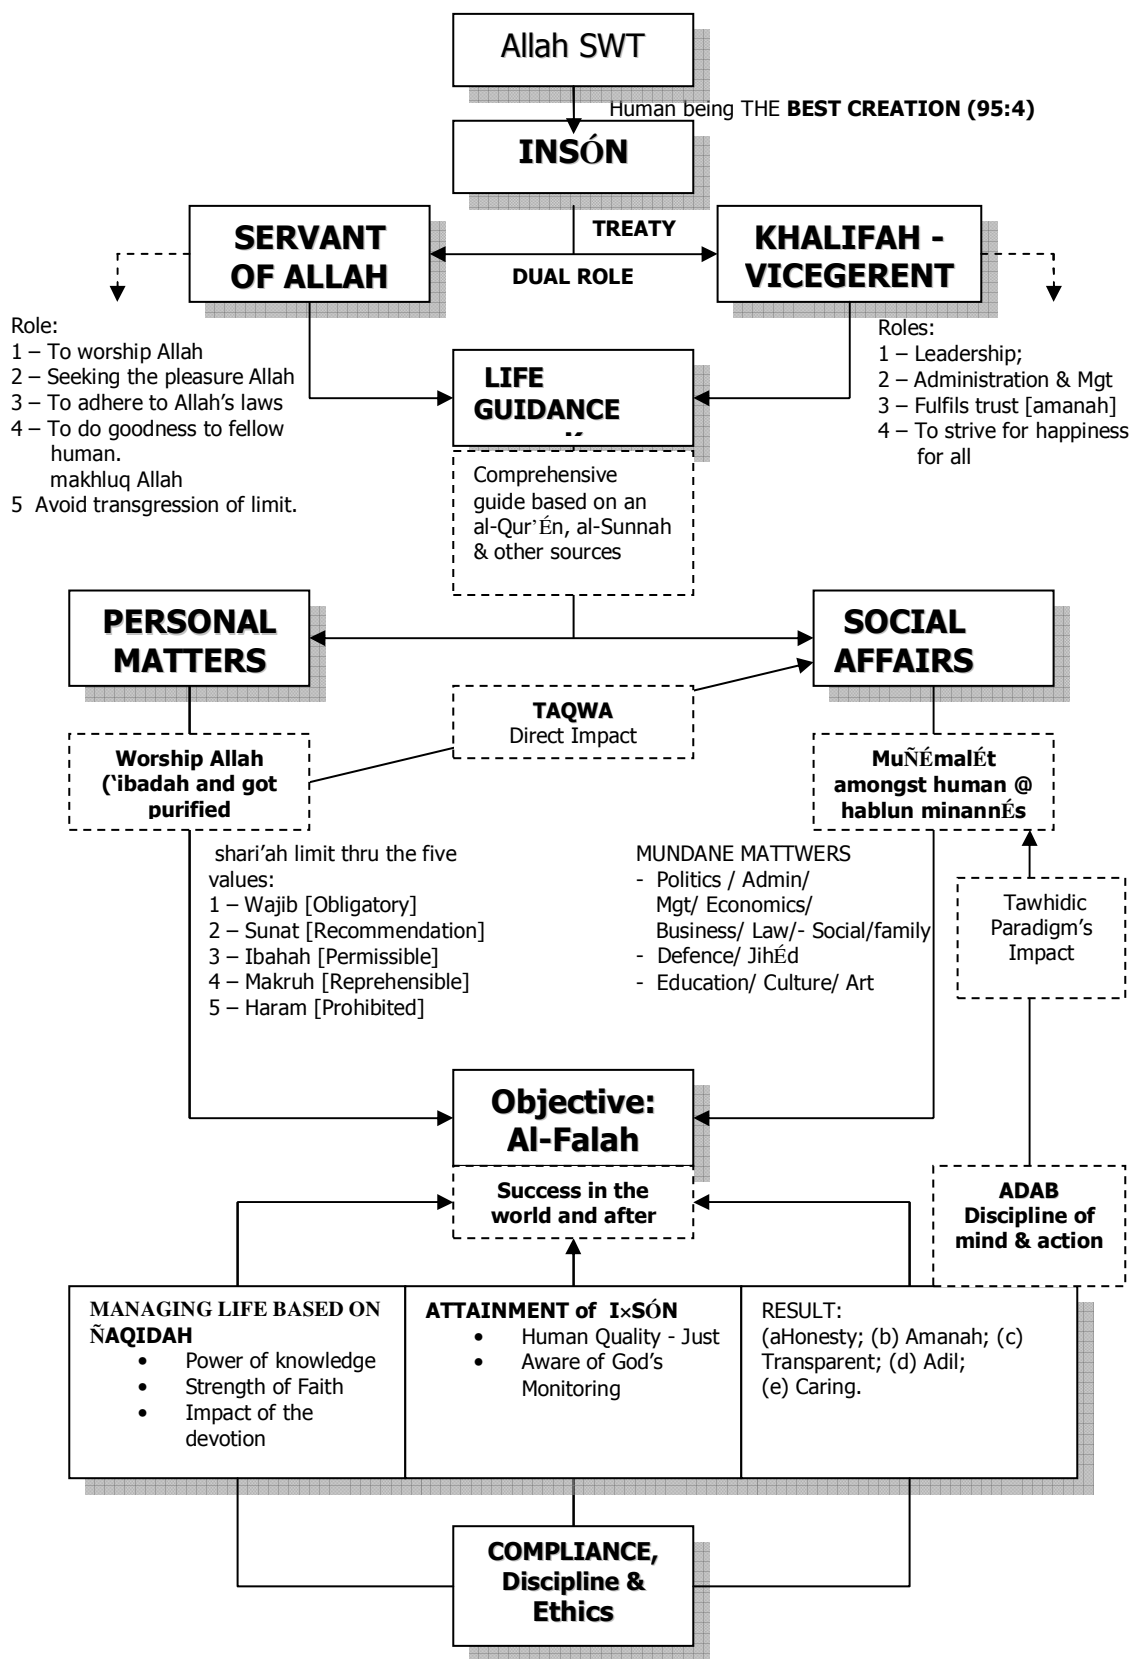 Allah SWT
Human being THE BEST CREATION (95:4)
INSÓN
TREATY
DUAL ROLE
SERVANT
OF ALLAH
KHALIFAH -
VICEGERENT
Role:
1 – To worship Allah
2 – Seeking the pleasure Allah
3 – To adhere to Allah's laws
4 – To do goodness to fellow
human.
makhluq Allah
5 Avoid transgression of limit.
Roles:
1 – Leadership;
2 – Administration & Mgt
3 – Fulfils trust [amanah]
4 – To strive for happiness
for all
LIFE
GUIDANCE
Comprehensive
guide based on an
al-Qur'Én, al-Sunnah
& other sources
PERSONAL
MATTERS
SOCIAL
AFFAIRS
TAQWA
Direct Impact
Worship Allah
('ibadah and got
purified
MuÑÉmalÉt
amongst human @
hablun minannÉs
shari'ah limit thru the five
values:
1 – Wajib [Obligatory]
2 – Sunat [Recommendation]
3 – Ibahah [Permissible]
4 – Makruh [Reprehensible]
5 – Haram [Prohibited]
MUNDANE MATTWERS
- Politics / Admin/
Mgt/ Economics/
Business/ Law/- Social/family
- Defence/ JihÉd
- Education/ Culture/ Art
Tawhidic
Paradigm's
Impact
Objective:
Al-Falah
Success in the
world and after
ADAB
Discipline of
mind & action
MANAGING LIFE BASED ON
ÑAQIDAH
• Power of knowledge
• Strength of Faith
• Impact of the
devotion
ATTAINMENT of I×SÓN
• Human Quality - Just
• Aware of God's
Monitoring
RESULT:
(aHonesty; (b) Amanah; (c)
Transparent; (d) Adil;
(e) Caring.
COMPLIANCE,
Discipline &
Ethics